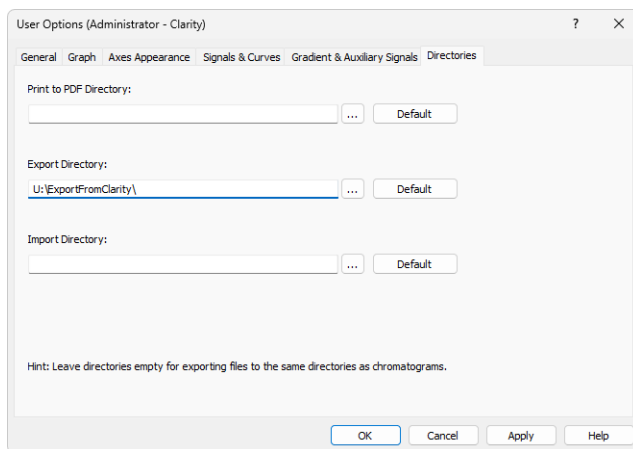 User Options (Administrator - Clarity) ?
General Graph Axes Appearance Signals & Curves Gradient & Auxiliary Signals Directories
Print to PDF Directory:
... Default
Export Directory:
U:\ExportFromClarity\ ... Default
Import Directory:
... Default
Hint: Leave directories empty for exporting files to the same directories as chromatograms.
OK Cancel Apply Help